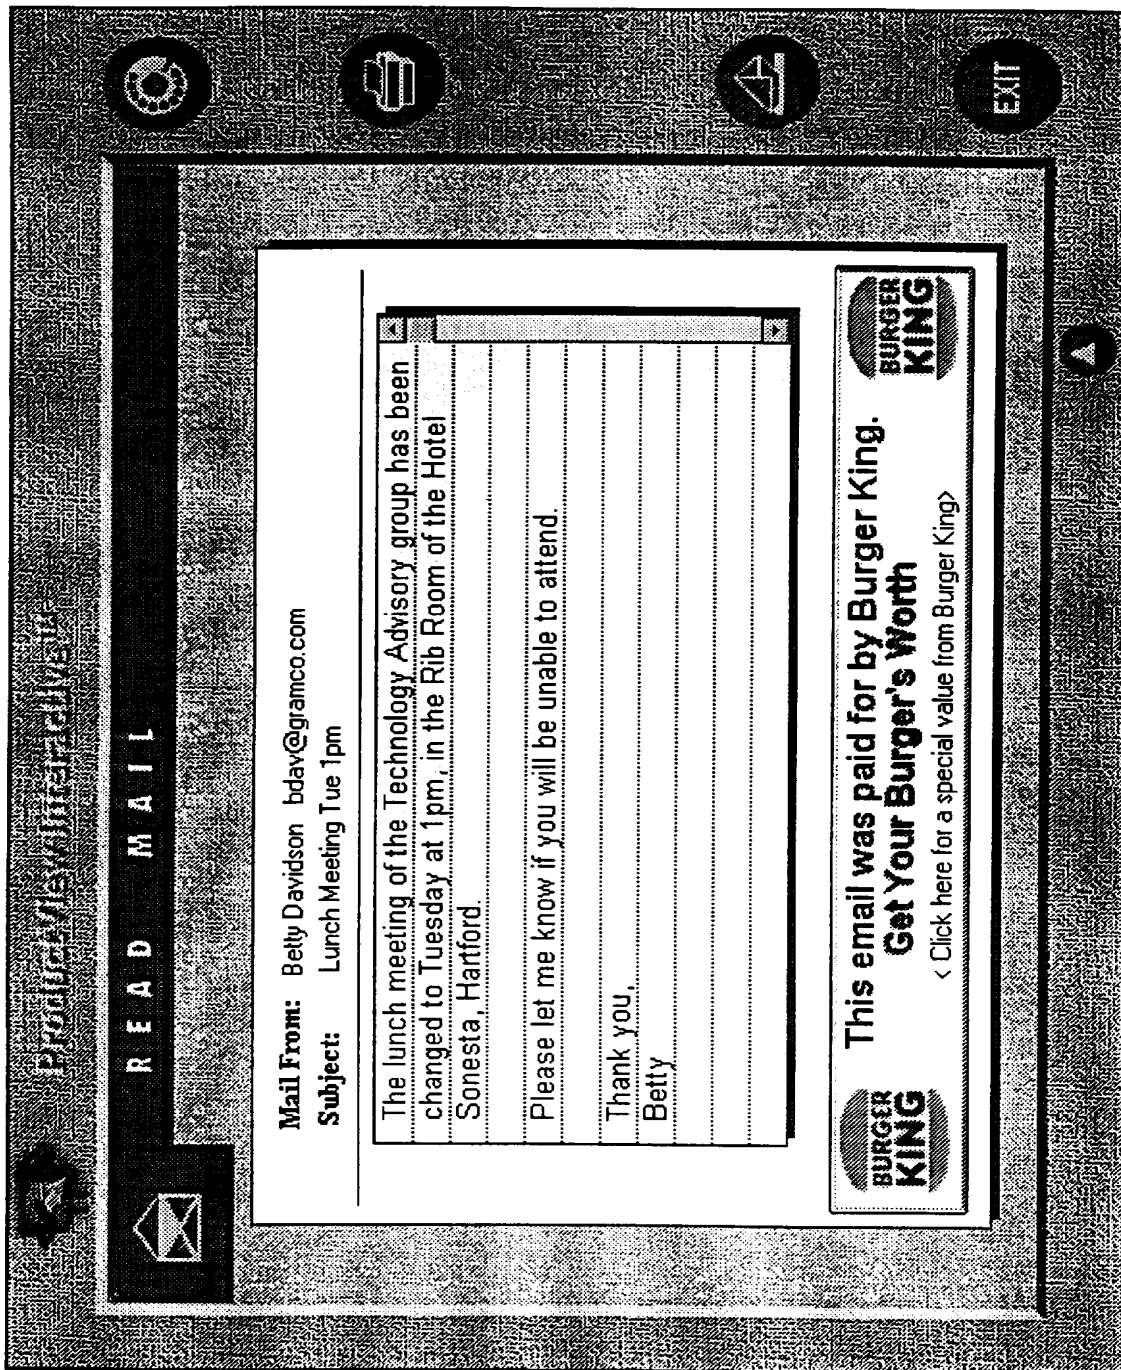 ProductViewInteractive
READ MAIL
Mail From: Betty Davidson bdav@gramco.com
Subject: Lunch Meeting Tue 1pm
The lunch meeting of the Technology Advisory group has been
changed to Tuesday at 1pm, in the Rib Room of the Hotel
Sonesta, Hartford.
Please let me know if you will be unable to attend.
Thank you,
Betty
BURGER
KING
This email was paid for by Burger King.
Get Your Burger's Worth
< Click here for a special value from Burger King>
BURGER
KING
EXIT